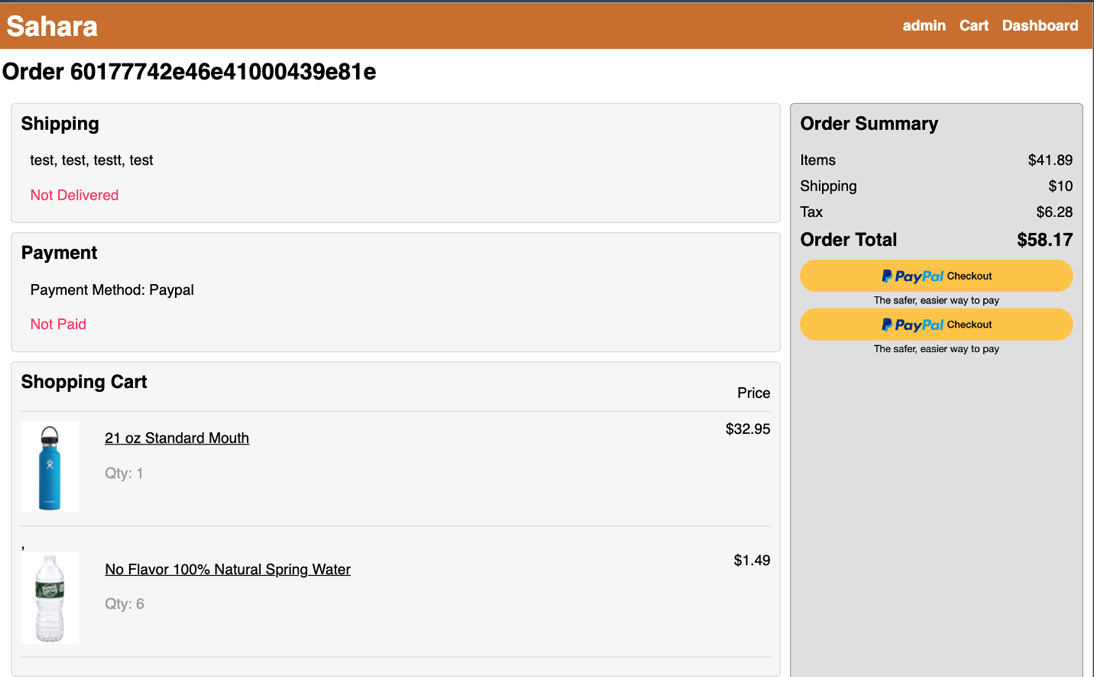 Sahara
admin Cart Dashboard
Order 60177742e46e41000439e81e
Shipping
test, test, testt, test
Not Delivered
Payment
Payment Method: Paypal
Not Paid
Shopping Cart
Price
21 oz Standard Mouth
$32.95
Qty: 1
,
No Flavor 100% Natural Spring Water
$1.49
Qty: 6
Order Summary
Items $41.89
Shipping $10
Tax $6.28
Order Total $58.17
PayPal Checkout
The safer, easier way to pay
PayPal Checkout
The safer, easier way to pay